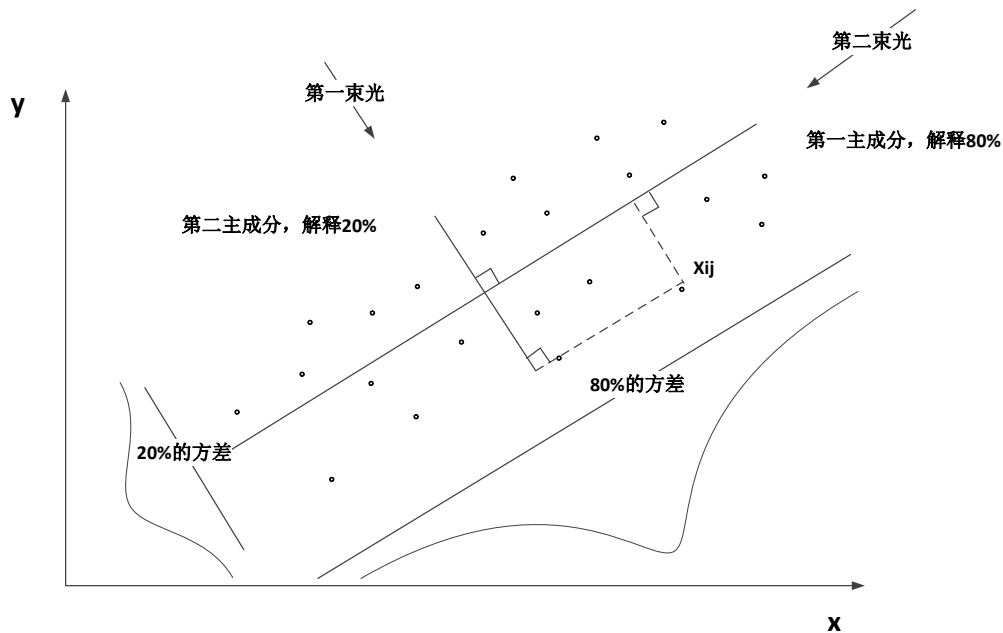 第二束光
第一束光
y
第一主成分，解释80%
第二主成分，解释20%
Xij
80%的方差
20%的方差
x